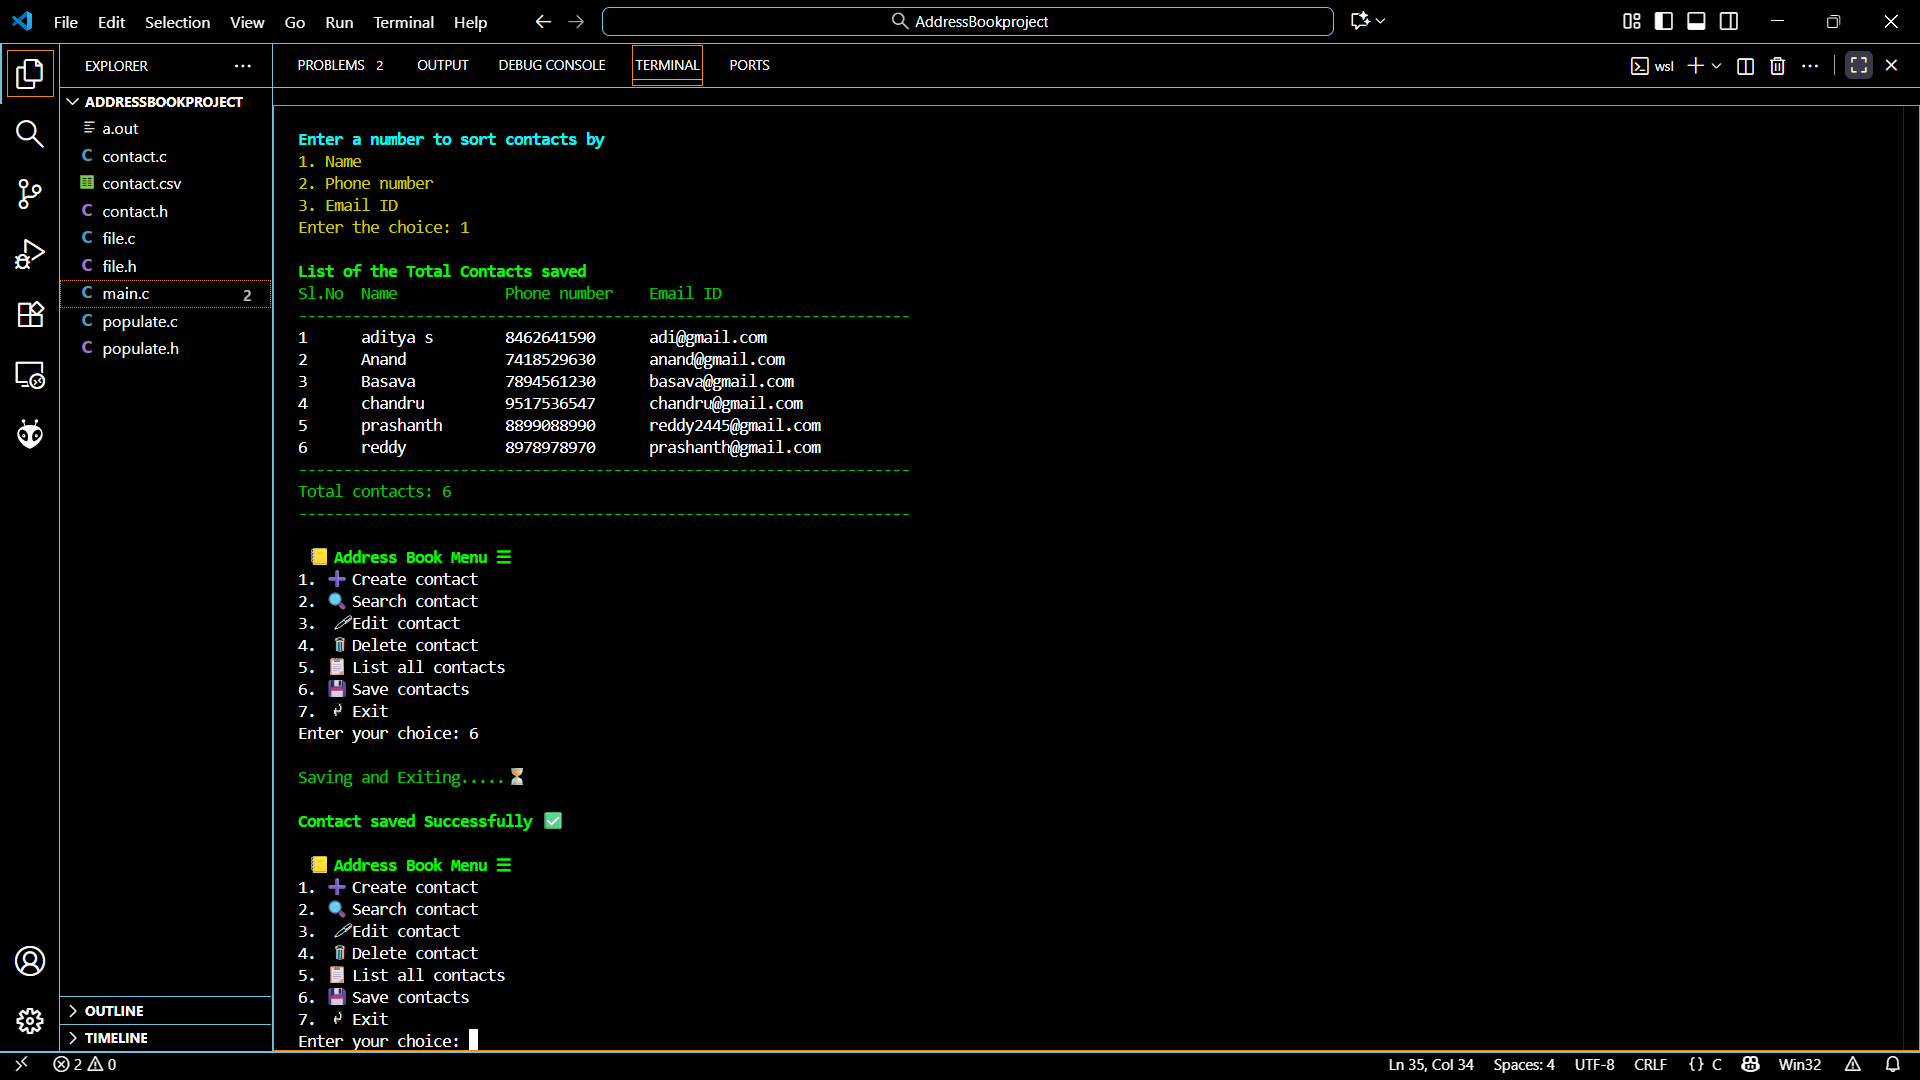 File Edit Selection View Go Run Terminal Help
AddressBookproject
EXPLORER
PROBLEMS 2 OUTPUT DEBUG CONSOLE TERMINAL PORTS
wsl
ADDRESSBOOKPROJECT
a.out
C contact.c
contact.csv
C contact.h
C file.c
C file.h
C main.c 2
C populate.c
C populate.h
OUTLINE
TIMELINE
Enter a number to sort contacts by
1. Name
2. Phone number
3. Email ID
Enter the choice: 1
List of the Total Contacts saved
Sl.No Name Phone number Email ID
--------------------------------------------------------------------
1 aditya s 8462641590 adi@gmail.com
2 Anand 7418529630 anand@gmail.com
3 Basava 7894561230 basava@gmail.com
4 chandru 9517536547 chandru@gmail.com
5 prashanth 8899088990 reddy2445@gmail.com
6 reddy 8978978970 prashanth@gmail.com
--------------------------------------------------------------------
Total contacts: 6
--------------------------------------------------------------------
📒 Address Book Menu ☰
1. ➕ Create contact
2. 🔍 Search contact
3. 🖊Edit contact
4. 🗑 Delete contact
5. 📋 List all contacts
6. 💾 Save contacts
7. ↲ Exit
Enter your choice: 6
Saving and Exiting.....⏳
Contact saved Successfully ✅
📒 Address Book Menu ☰
1. ➕ Create contact
2. 🔍 Search contact
3. 🖊Edit contact
4. 🗑 Delete contact
5. 📋 List all contacts
6. 💾 Save contacts
7. ↲ Exit
Enter your choice:
2 0
Ln 35, Col 34 Spaces: 4 UTF-8 CRLF {} C Win32